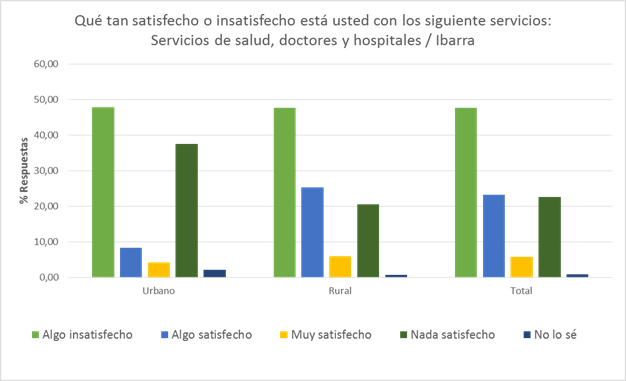 Qué tan satisfecho o insatisfecho está usted con los siguiente servicios:
Servicios de salud, doctores y hospitales / Ibarra
60,00
50,00
40,00
30,00
20,00
10,00
0,00
% Respuestas
Urbano Rural Total
Algo insatisfecho Algo satisfecho Muy satisfecho Nada satisfecho No lo sé